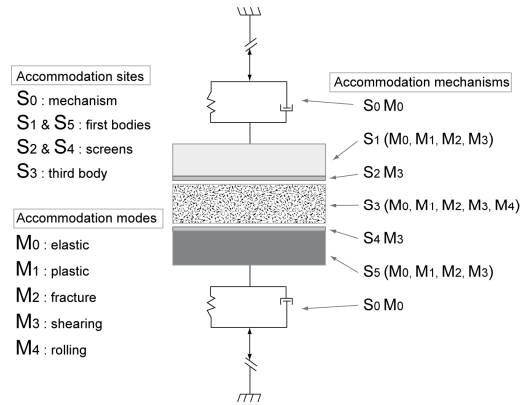 Accommodation sites
S0 : mechanism
S1 & S5 : first bodies
S2 & S4 : screens
S3 : third body
Accommodation modes
M0 : elastic
M1 : plastic
M2 : fracture
M3 : shearing
M4 : rolling
Accommodation mechanisms
S0 M0
S1 (M0, M1, M2, M3)
S2 M3
S3 (M0, M1, M2, M3, M4)
S4 M3
S5 (M0, M1, M2, M3)
S0 M0